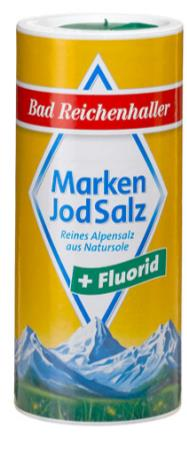 Bad Reichenhaller
Marken
JodSalz
Reines Alpensalz
aus Natursole
+ Fluorid